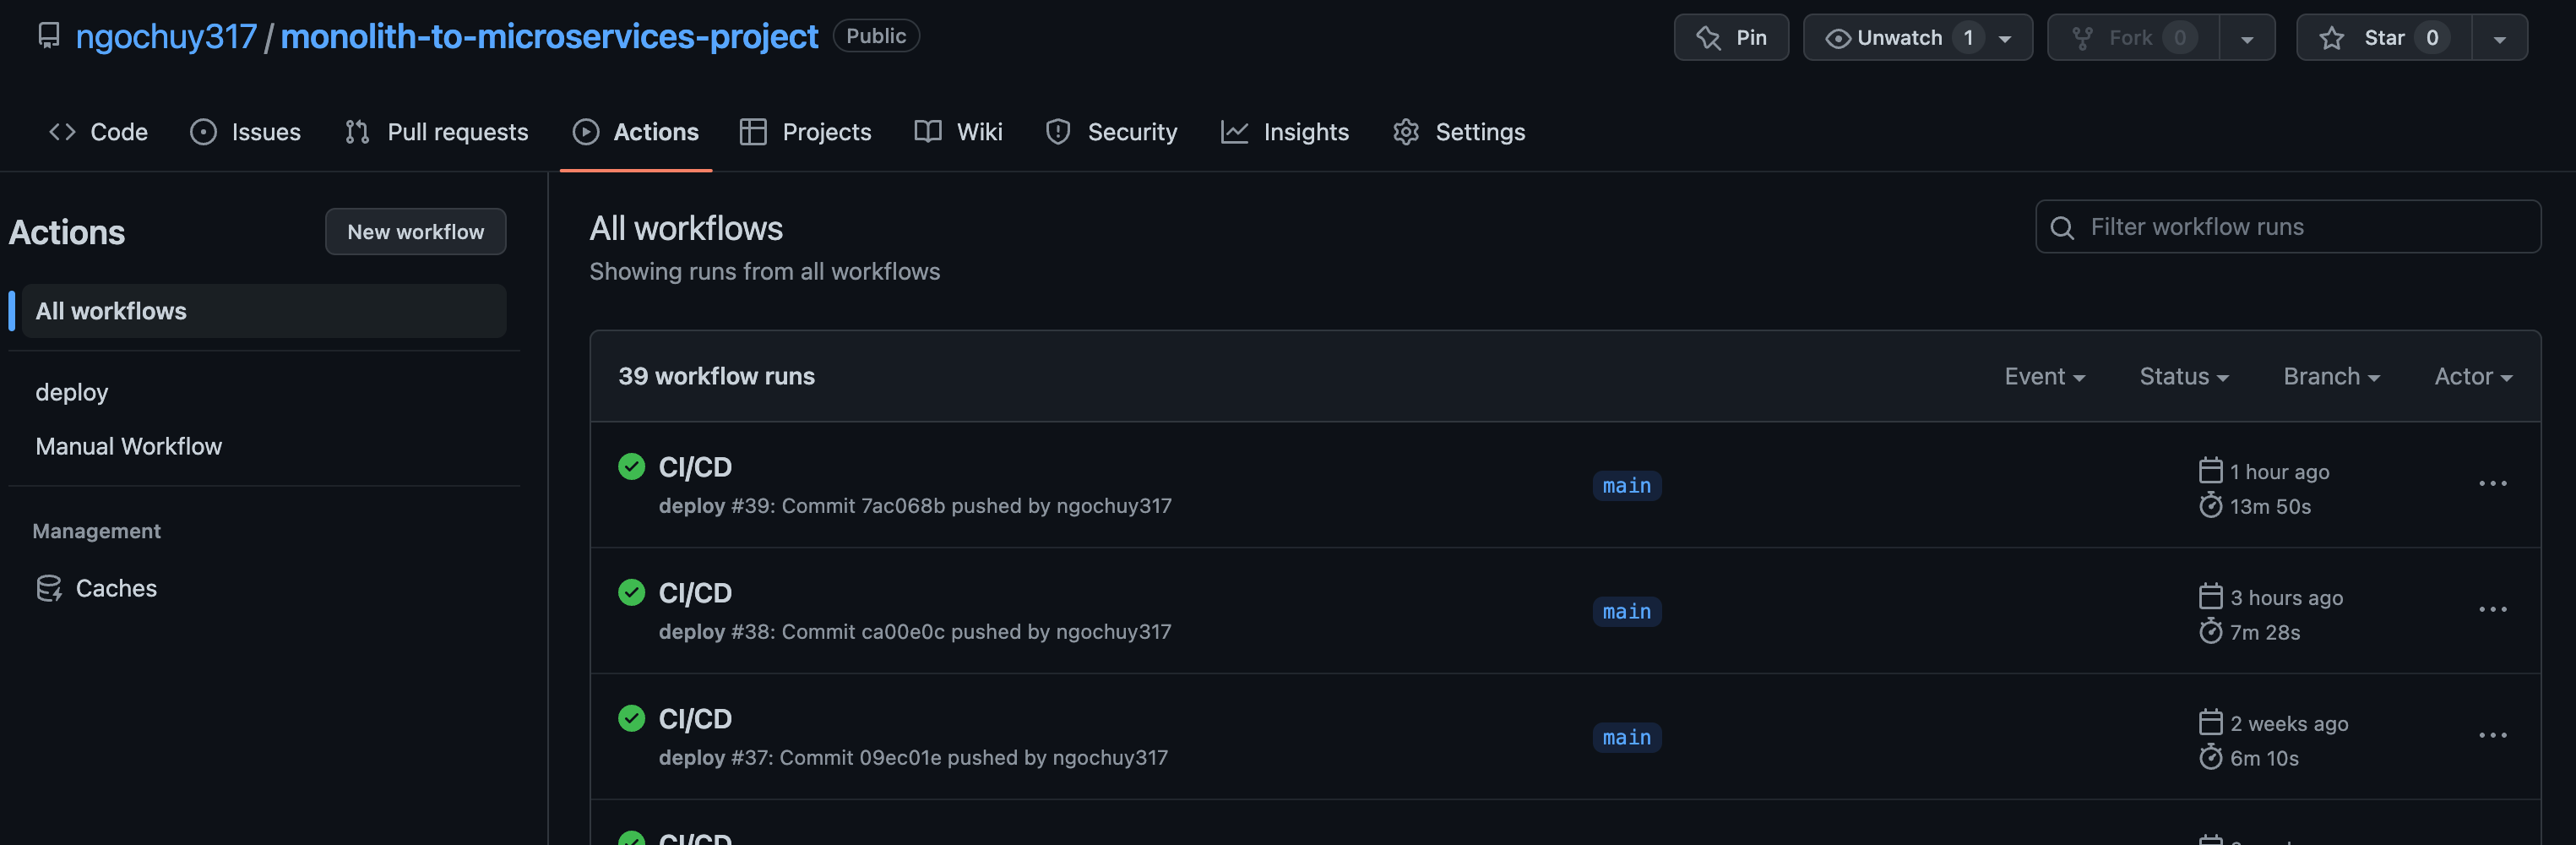 ngochuy317 / monolith-to-microservices-project Public
Pin Unwatch 1 Fork 0 Star 0
Code Issues Pull requests Actions Projects Wiki Security Insights Settings
Actions New workflow
All workflows
deploy
Manual Workflow
Management
Caches
All workflows
Showing runs from all workflows
Filter workflow runs
39 workflow runs Event Status Branch Actor
CI/CD
deploy #39: Commit 7ac068b pushed by ngochuy317
main
1 hour ago
13m 50s
CI/CD
deploy #38: Commit ca00e0c pushed by ngochuy317
main
3 hours ago
7m 28s
CI/CD
deploy #37: Commit 09ec01e pushed by ngochuy317
main
2 weeks ago
6m 10s
CI/CD